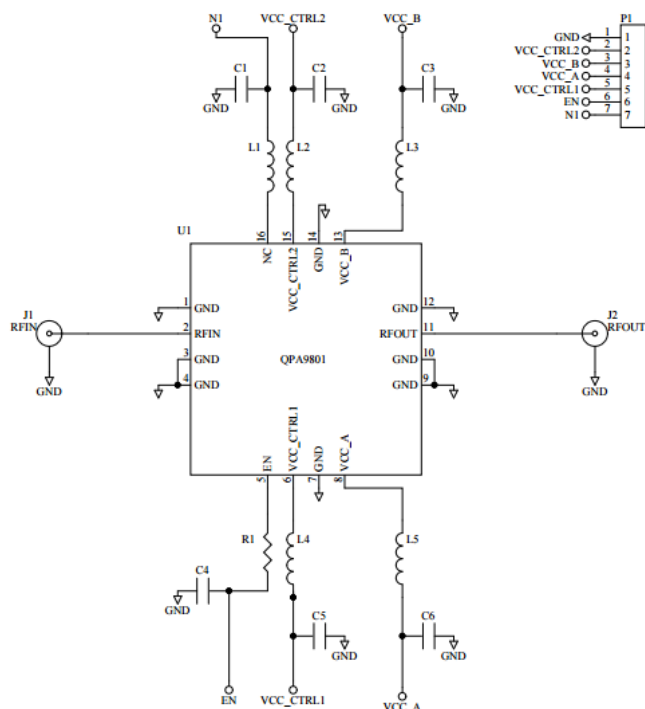 N1
VCC_CTRL2
VCC_B
P1
GND 1 1
VCC_CTRL2 2 2
VCC_B 3 3
VCC_A 4 4
VCC_CTRL1 5 5
EN 6 6
N1 7 7
C1
C2
C3
GND
GND
GND
L1
L2
L3
U1
16
15
14
13
NC
VCC_CTRL2
GND
VCC_B
1 GND
GND 12
J1
RFIN
2 RFIN
RFOUT 11
J2
RFOUT
3 GND
QPA9801
GND 10
4 GND
GND 9
GND
GND
EN
VCC_CTRL1
GND
VCC_A
5
6
7
8
R1
L4
L5
C4
GND
C5
GND
C6
GND
EN
VCC_CTRL1
VCC_A